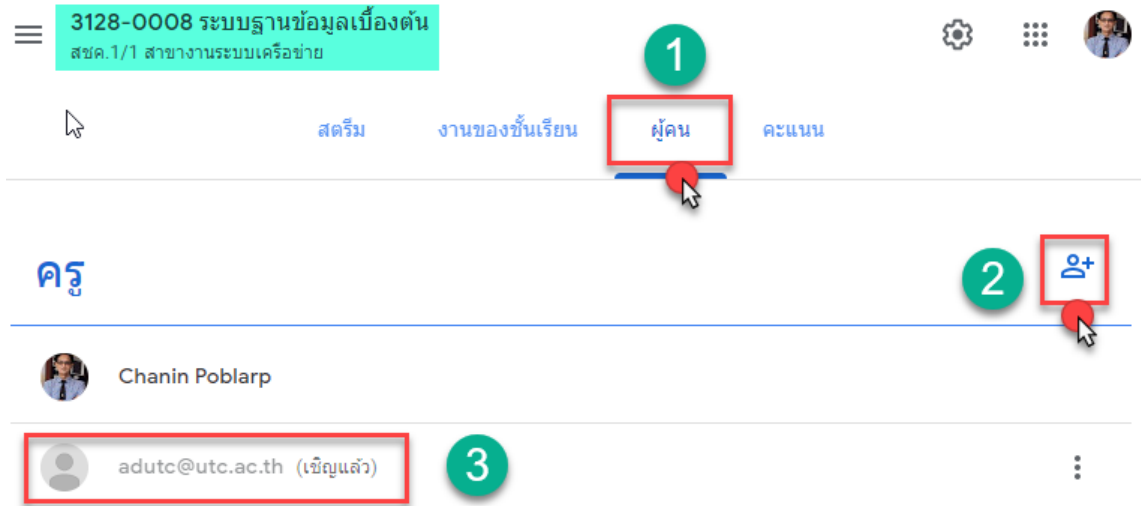 3128-0008 ระบบฐานข้อมูลเบื้องต้น
สชค.1/1 สาขางานระบบเครือข่าย
1
สตรีม งานของชั้นเรียน ผู้คน คะแนน
ครู
2
Chanin Poblarp
adutc@utc.ac.th (เชิญแล้ว)
3